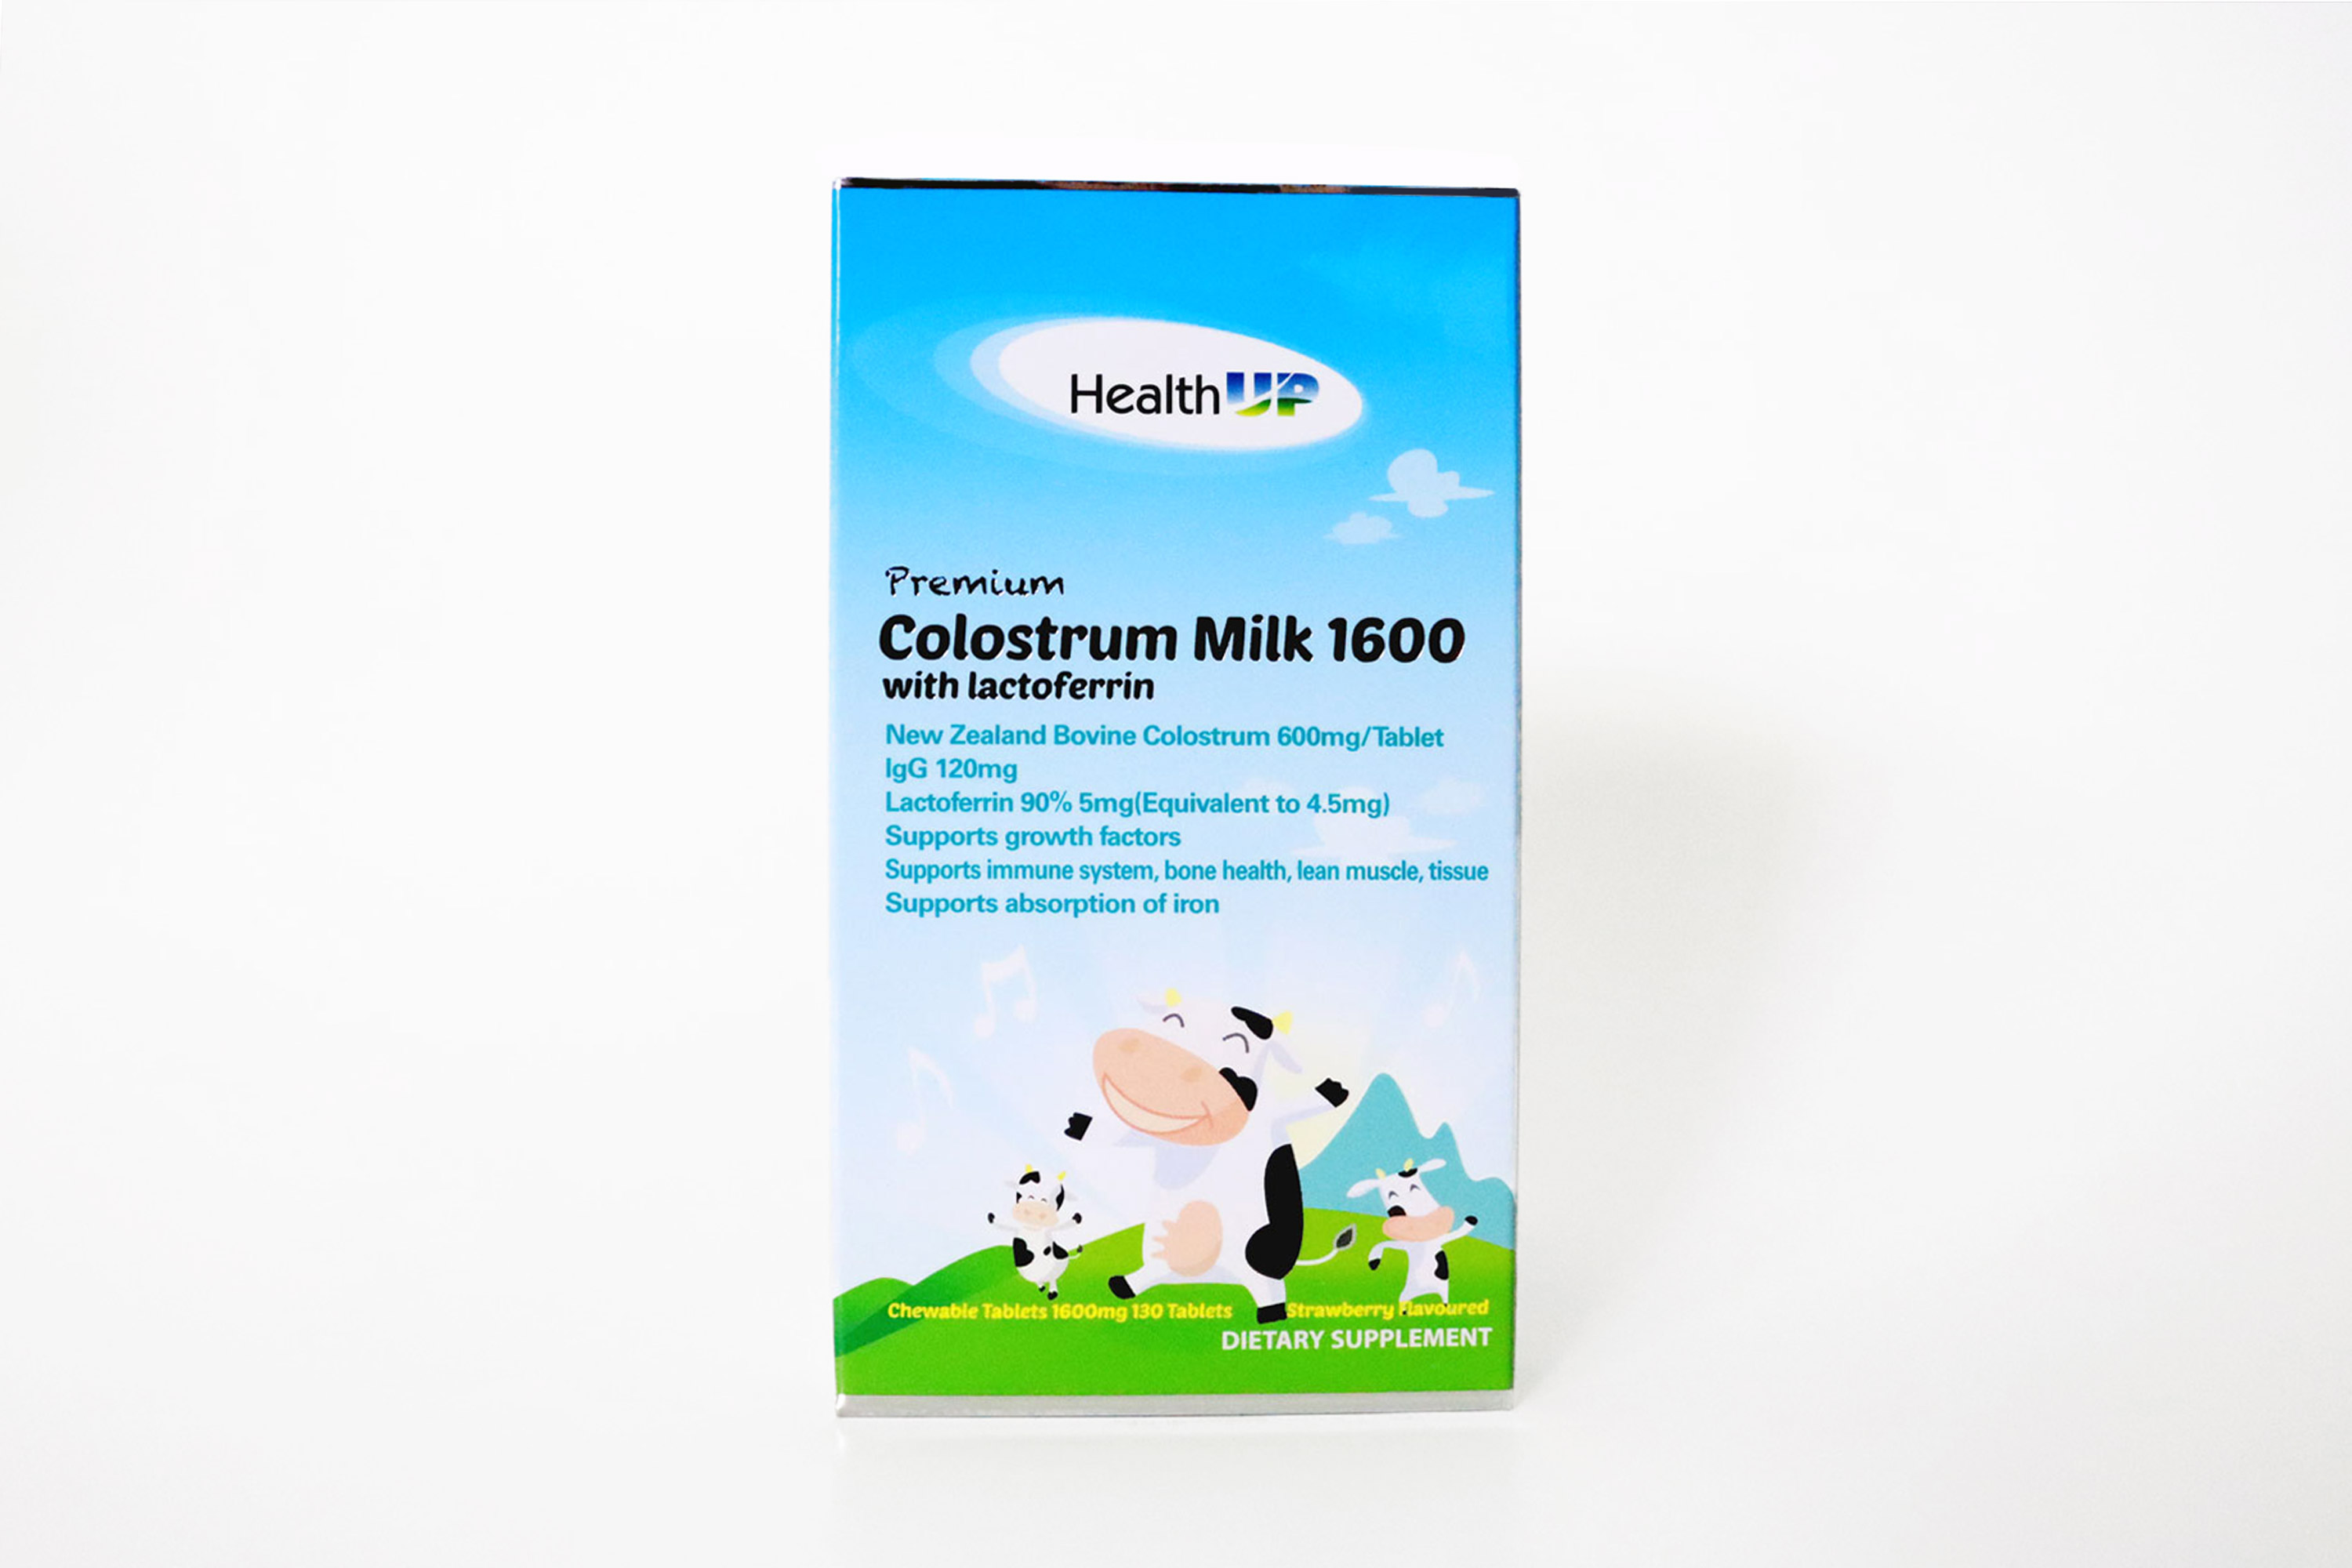 HealthUP
Premium
Colostrum Milk 1600
with lactoferrin
New Zealand Bovine Colostrum 600mg/Tablet
IgG 120mg
Lactoferrin 90% 5mg(Equivalent to 4.5mg)
Supports growth factors
Supports immune system, bone health, lean muscle, tissue
Supports absorption of iron
Chewable Tablets 1600mg 130 Tablets Strawberry flavoured
DIETARY SUPPLEMENT